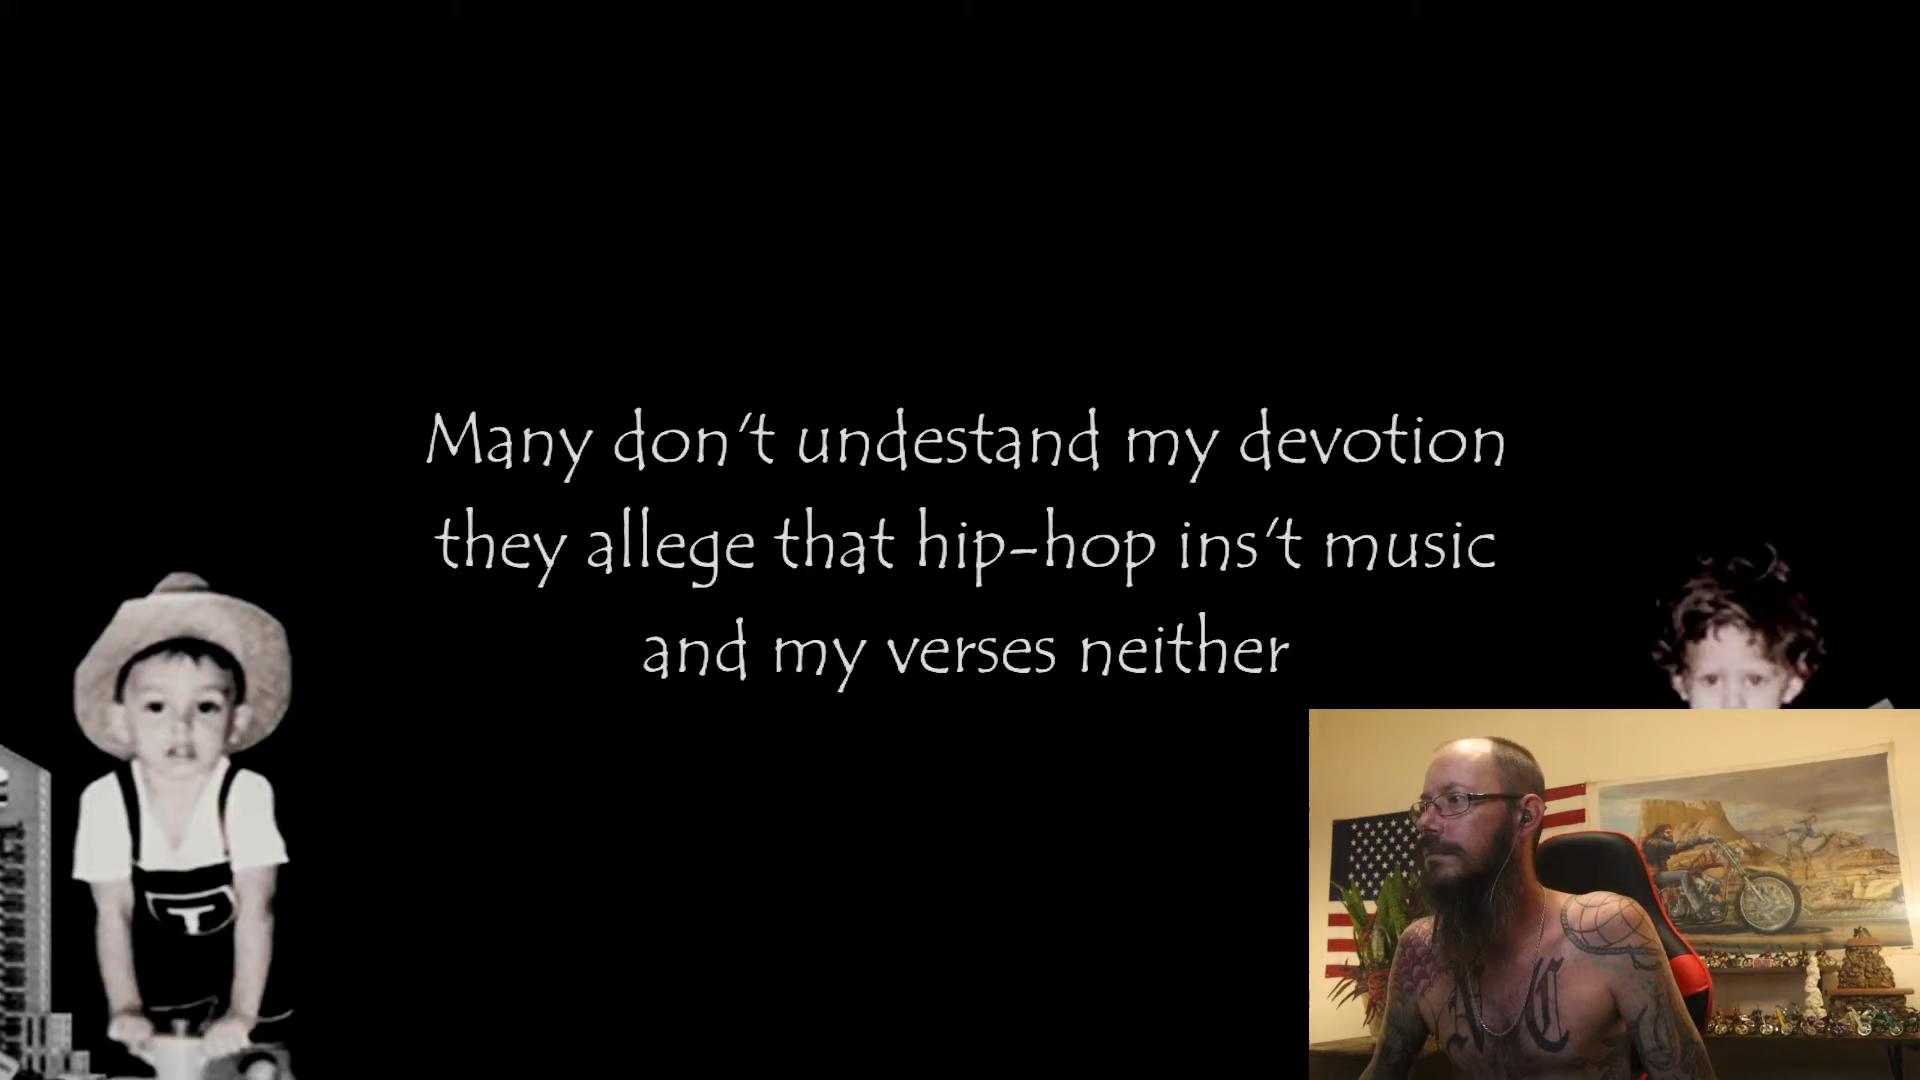 Many don't undestand my devotion
they allege that hip-hop ins't music
and my verses neither